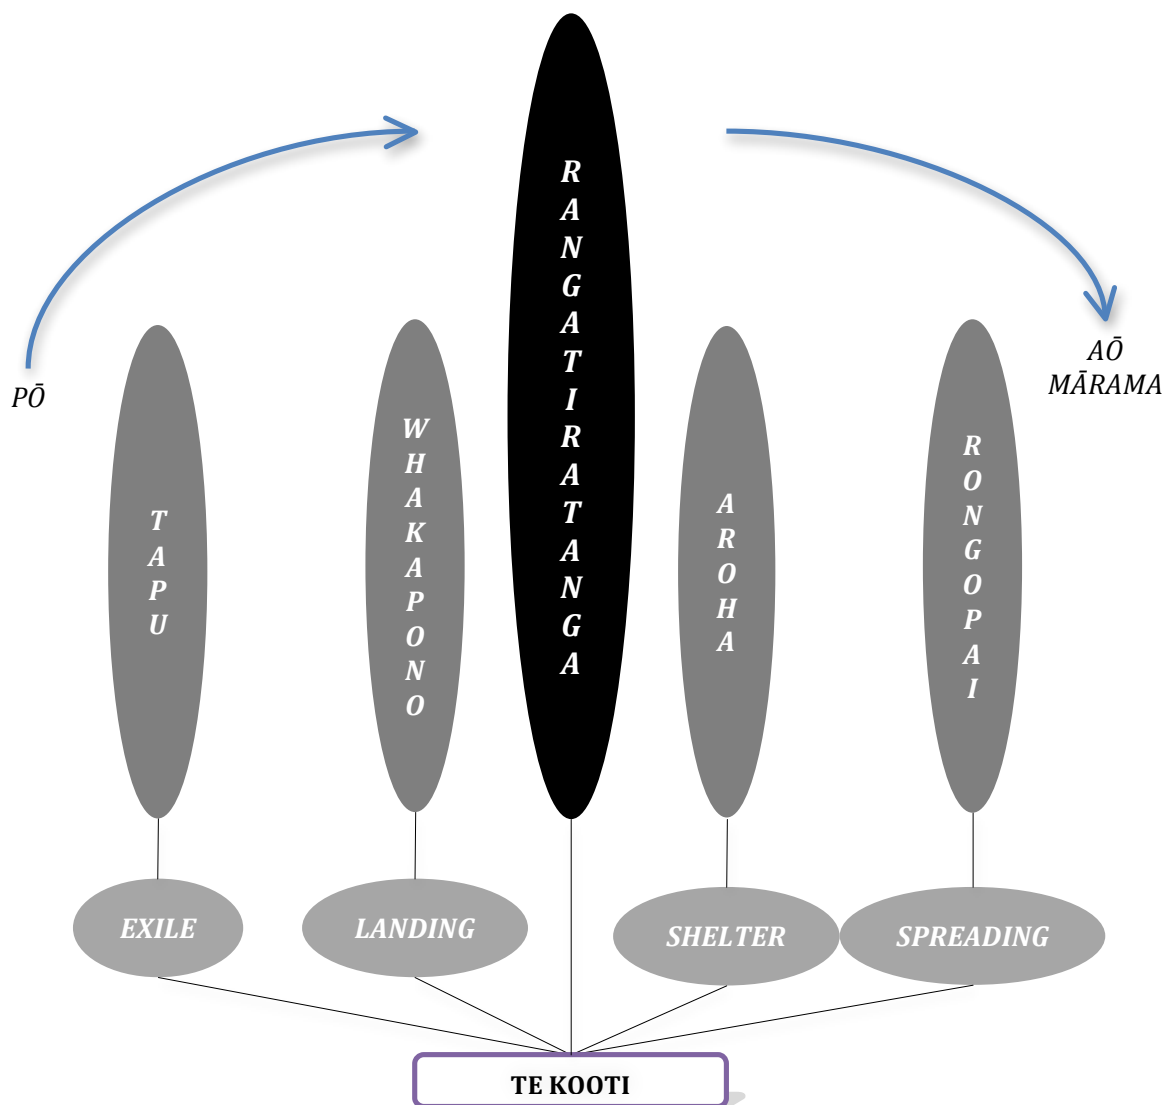 RANGATIRATANGA
PŌ
AŌ
MĀRAMA
TAPU
WHAKAPONO
AROHA
RONGOPAI
EXILE
LANDING
SHELTER
SPREADING
TE KOOTI